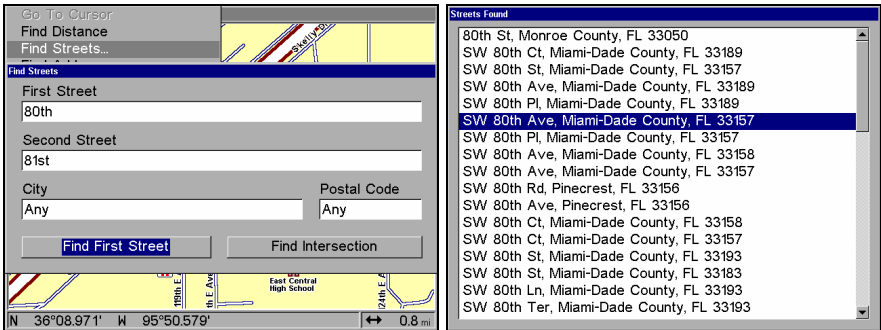 Go To Cursor
Find Distance
Find Streets...
Skelly Dr
Find Streets
First Street
80th
Second Street
81st
City
Postal Code
Any
Any
Find First Street
Find Intersection
119th E A
th E Ave
East Central
High School
124th E A
N 36°08.971' W 95°50.579'
↔ 0.8 mi
Streets Found
80th St, Monroe County, FL 33050
SW 80th Ct, Miami-Dade County, FL 33189
SW 80th St, Miami-Dade County, FL 33157
SW 80th Ave, Miami-Dade County, FL 33189
SW 80th Pl, Miami-Dade County, FL 33189
SW 80th Ave, Miami-Dade County, FL 33157
SW 80th Pl, Miami-Dade County, FL 33157
SW 80th Ave, Miami-Dade County, FL 33158
SW 80th Ave, Miami-Dade County, FL 33157
SW 80th Rd, Pinecrest, FL 33156
SW 80th Ave, Pinecrest, FL 33156
SW 80th Ct, Miami-Dade County, FL 33158
SW 80th Ct, Miami-Dade County, FL 33157
SW 80th St, Miami-Dade County, FL 33193
SW 80th St, Miami-Dade County, FL 33183
SW 80th Ln, Miami-Dade County, FL 33193
SW 80th Ter, Miami-Dade County, FL 33193